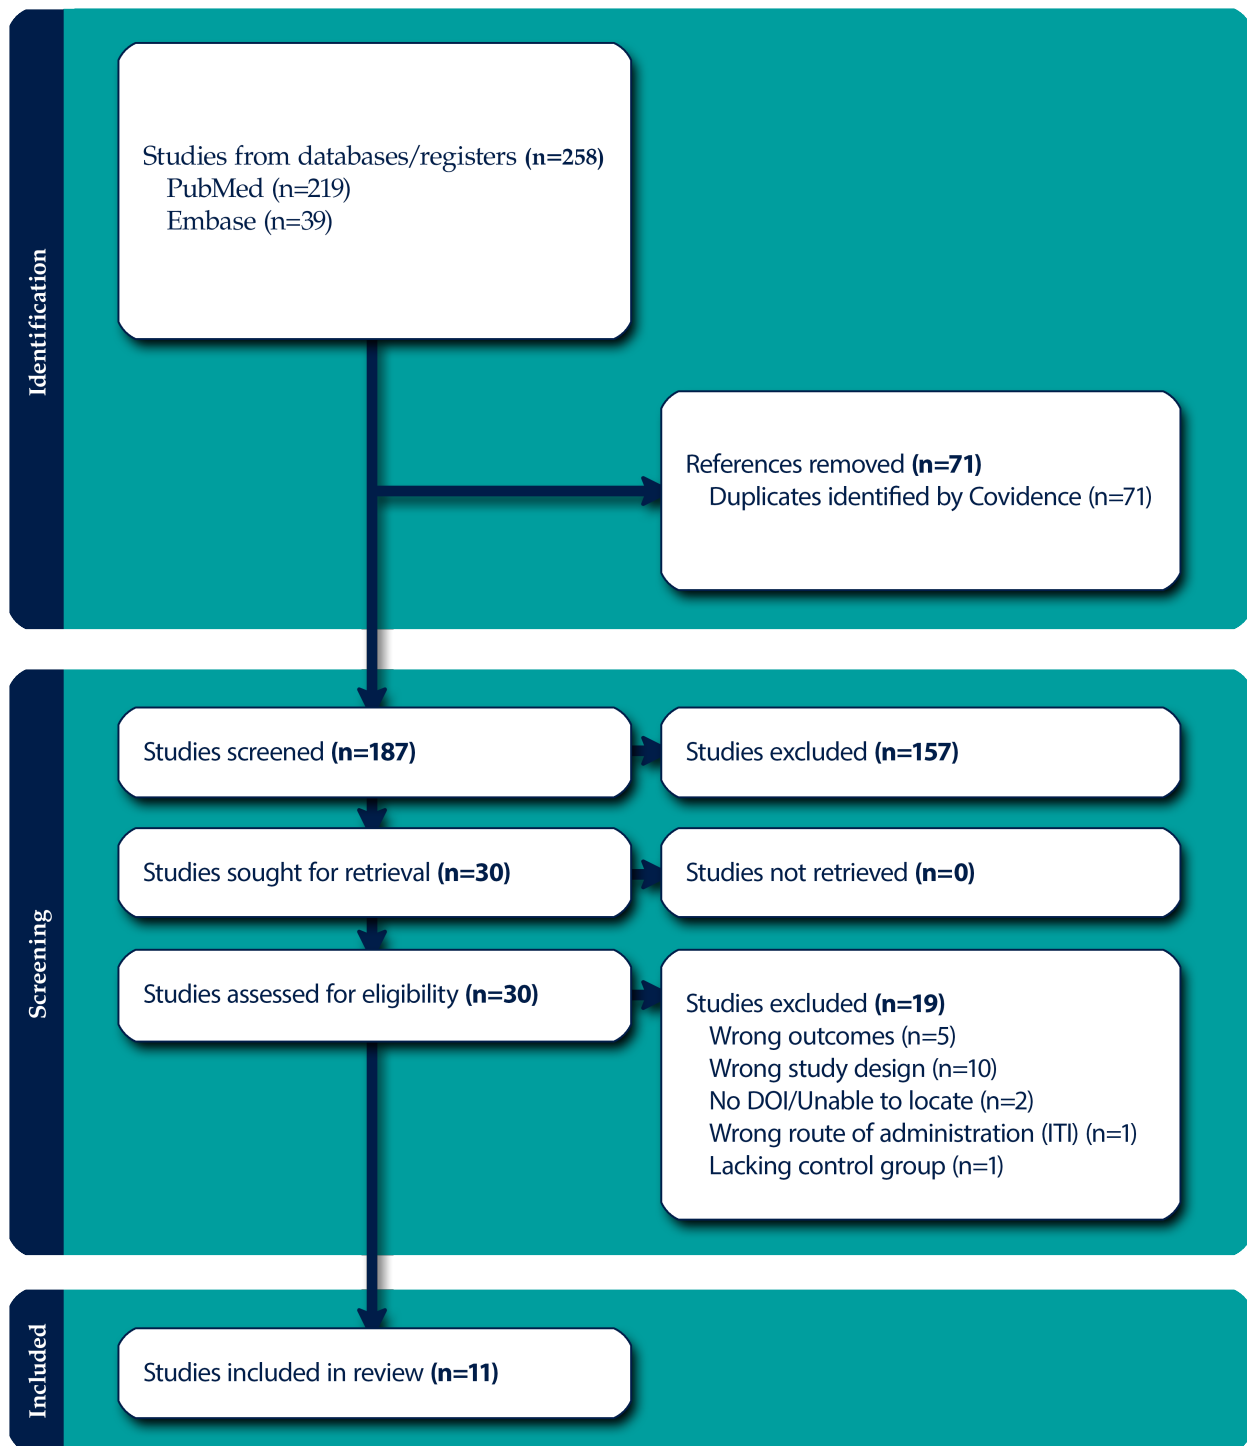 Identification
Studies from databases/registers (n=258)
PubMed (n=219)
Embase (n=39)
References removed (n=71)
Duplicates identified by Covidence (n=71)
Screening
Studies screened (n=187)
Studies excluded (n=157)
Studies sought for retrieval (n=30)
Studies not retrieved (n=0)
Studies assessed for eligibility (n=30)
Studies excluded (n=19)
Wrong outcomes (n=5)
Wrong study design (n=10)
No DOI/Unable to locate (n=2)
Wrong route of administration (ITI) (n=1)
Lacking control group (n=1)
Included
Studies included in review (n=11)